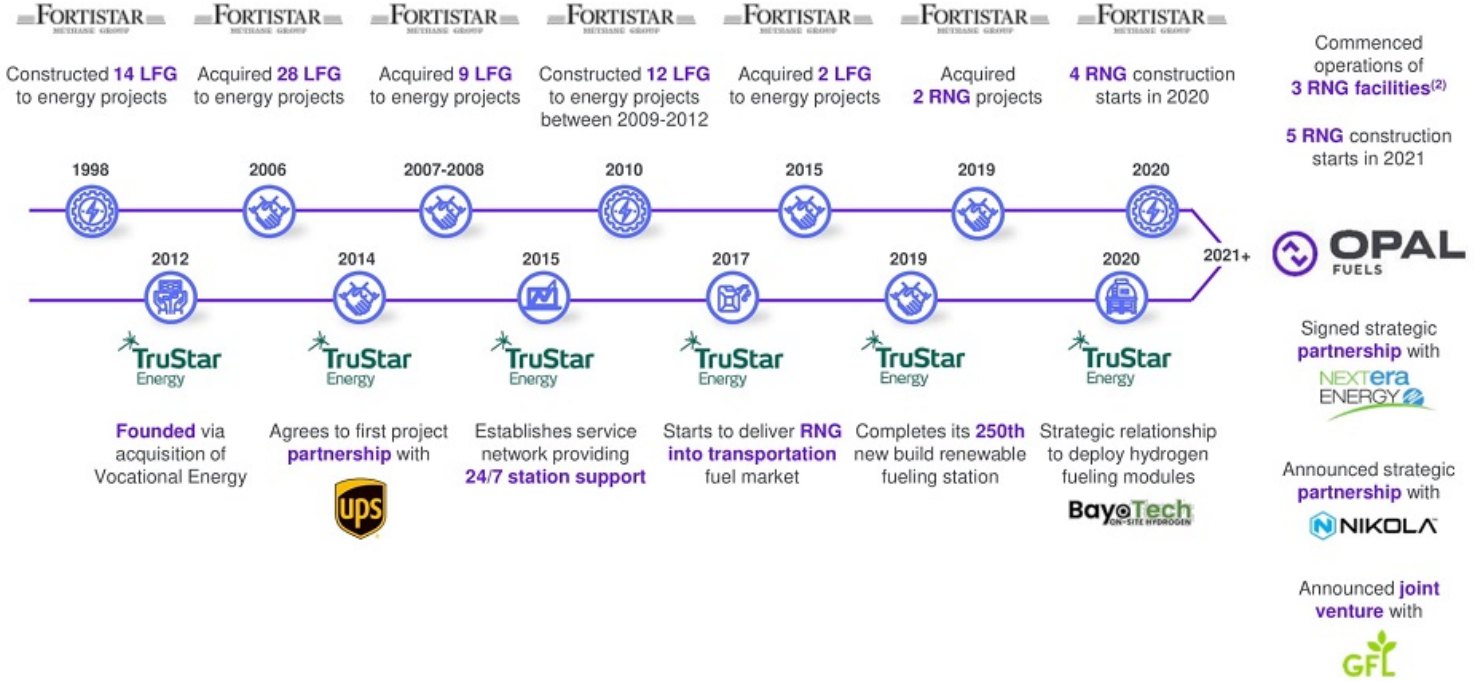 FORTISTAR
METHANE GROUP
Constructed 14 LFG
to energy projects
FORTISTAR
METHANE GROUP
Acquired 28 LFG
to energy projects
FORTISTAR
METHANE GROUP
Acquired 9 LFG
to energy projects
FORTISTAR
METHANE GROUP
Constructed 12 LFG
to energy projects
between 2009-2012
FORTISTAR
METHANE GROUP
Acquired 2 LFG
to energy projects
FORTISTAR
METHANE GROUP
Acquired
2 RNG projects
FORTISTAR
METHANE GROUP
4 RNG construction
starts in 2020
1998
2006
2007-2008
2010
2015
2019
2020
2012
2014
2015
2017
2019
2020
2021+
TruStar
Energy
Founded via
acquisition of
Vocational Energy
TruStar
Energy
Agrees to first project
partnership with
ups
TruStar
Energy
Establishes service
network providing
24/7 station support
TruStar
Energy
Starts to deliver RNG
into transportation
fuel market
TruStar
Energy
Completes its 250th
new build renewable
fueling station
TruStar
Energy
Strategic relationship
to deploy hydrogen
fueling modules
BayoTech
ON-SITE HYDROGEN
Commenced
operations of
3 RNG facilities(2)
5 RNG construction
starts in 2021
OPAL
FUELS
Signed strategic
partnership with
NEXTera
ENERGY
Announced strategic
partnership with
NIKOLA
Announced joint
venture with
GFL